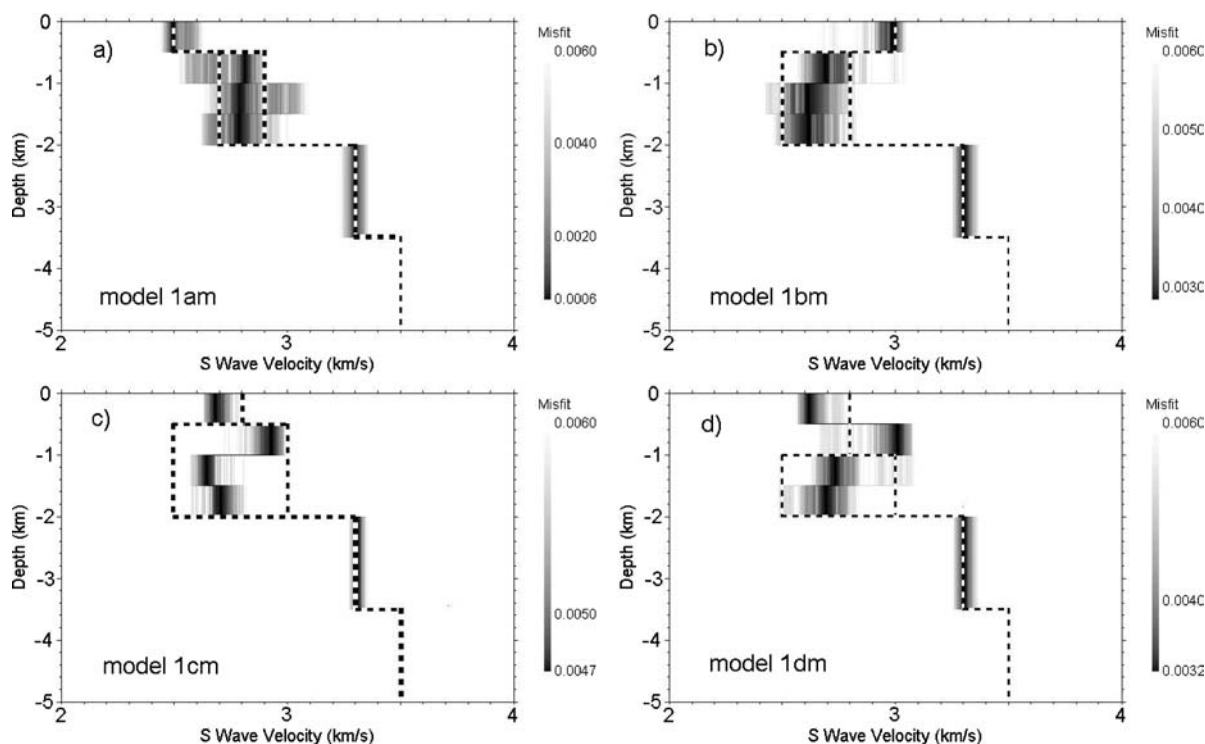 a)
Depth (km)
0
-1
-2
-3
-4
-5
2
3
4
S Wave Velocity (km/s)
model 1am
Misfit
0.0060
0.0040
0.0020
0.0006
b)
Depth (km)
0
-1
-2
-3
-4
-5
2
3
4
S Wave Velocity (km/s)
model 1bm
Misfit
0.0060
0.0050
0.0040
0.0030
c)
Depth (km)
0
-1
-2
-3
-4
-5
2
3
4
S Wave Velocity (km/s)
model 1cm
Misfit
0.0060
0.0050
0.0047
d)
Depth (km)
0
-1
-2
-3
-4
-5
2
3
4
S Wave Velocity (km/s)
model 1dm
Misfit
0.0060
0.0040
0.0032